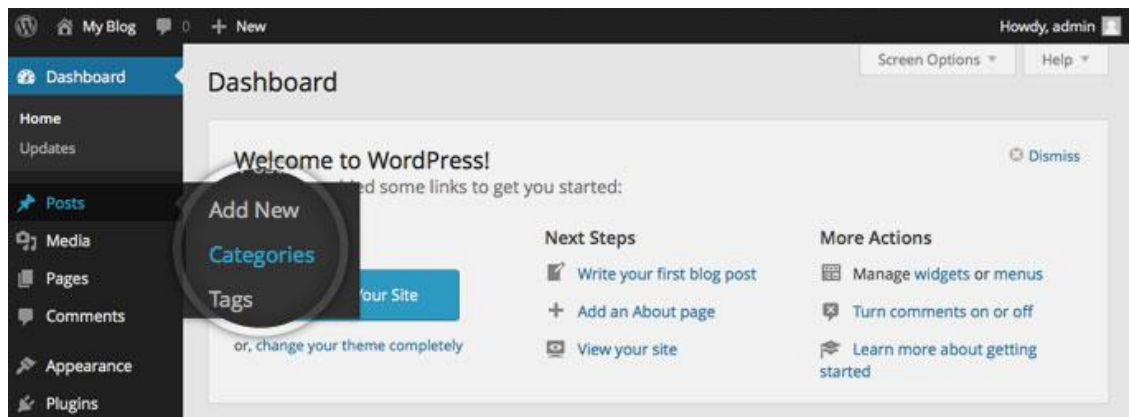 My Blog 0 + New Howdy, admin
Screen Options Help
Dashboard
Home
Updates
Posts
Media
Pages
Comments
Appearance
Plugins
Dashboard
Welcome to WordPress!
some links to get you started:
Dismiss
Add New
Categories
Tags
Your Site
or, change your theme completely
Next Steps
Write your first blog post
+ Add an About page
View your site
More Actions
Manage widgets or menus
Turn comments on or off
Learn more about getting
started